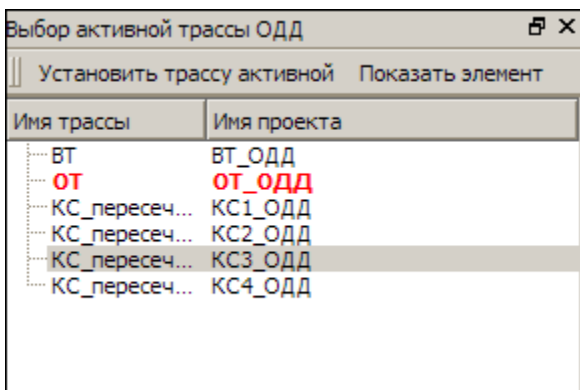 Выбор активной трассы ОДД
Установить трассу активной Показать элемент
Имя трассы Имя проекта
ВТ ВТ_ОДД
ОТ ОТ_ОДД
КС_пересеч... КС1_ОДД
КС_пересеч... КС2_ОДД
КС_пересеч... КС3_ОДД
КС_пересеч... КС4_ОДД